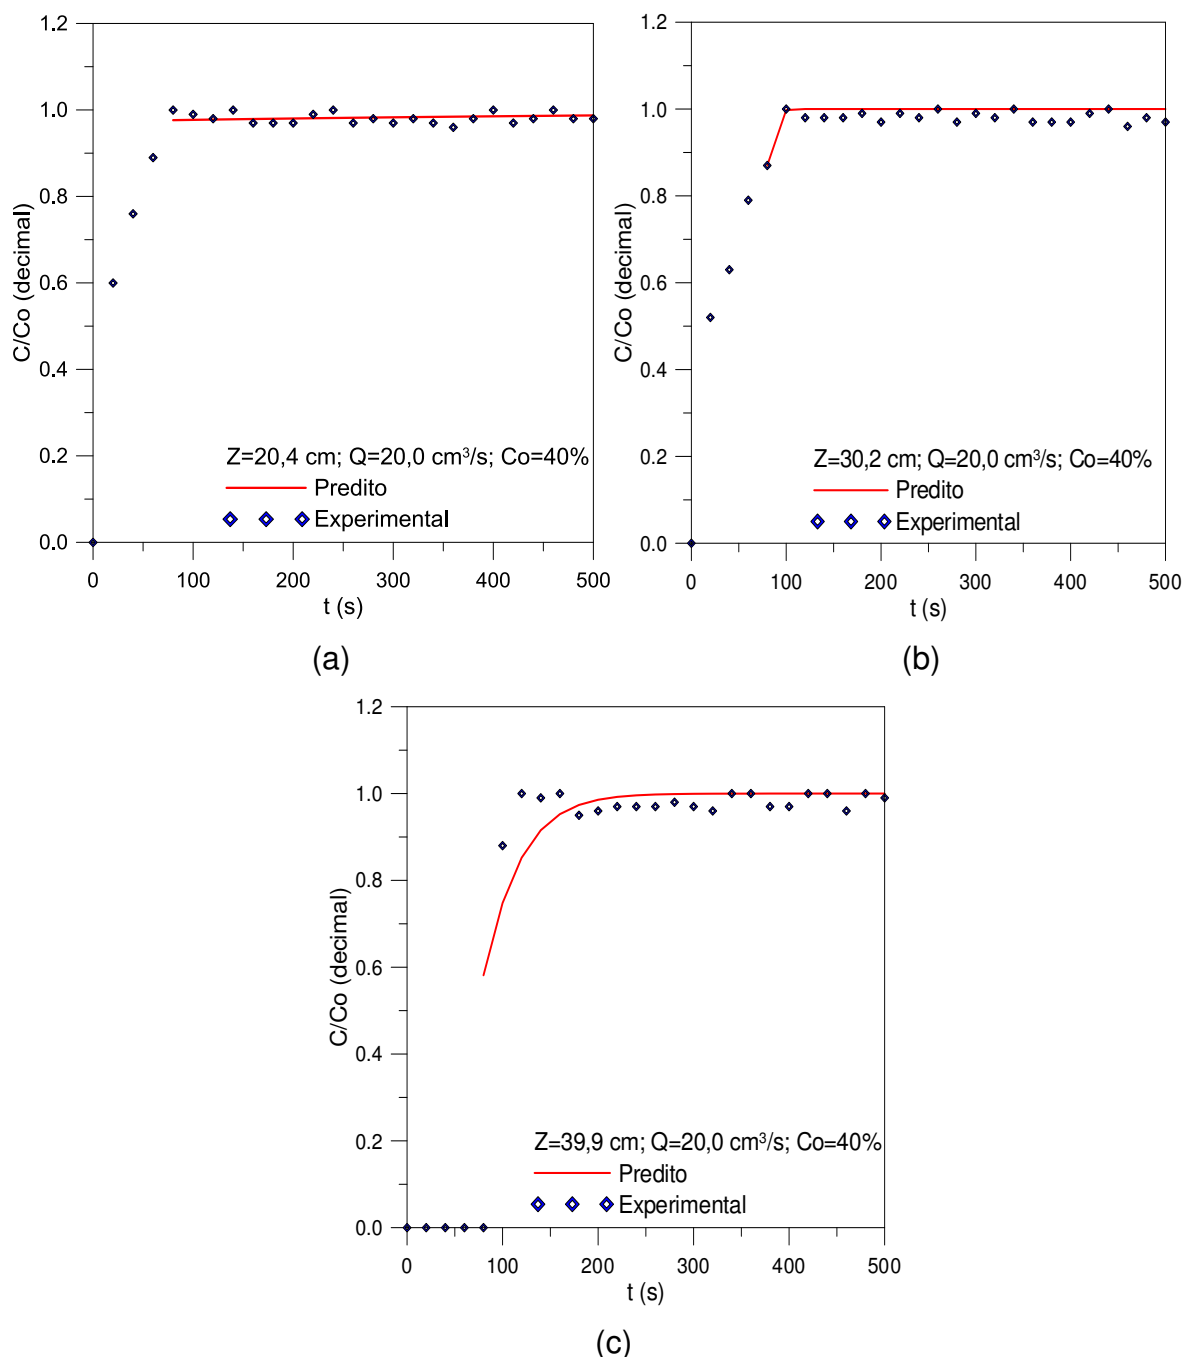 1.2
1.0
0.8
0.6
0.4
0.2
0.0
C/Co (decimal)
Z=20,4 cm; Q=20,0 cm³/s; Co=40%
Predito
Experimental
0 100 200 300 400 500
t (s)
(a)
1.2
1.0
0.8
0.6
0.4
0.2
0.0
C/Co (decimal)
Z=30,2 cm; Q=20,0 cm³/s; Co=40%
Predito
Experimental
0 100 200 300 400 500
t (s)
(b)
1.2
1.0
0.8
0.6
0.4
0.2
0.0
C/Co (decimal)
Z=39,9 cm; Q=20,0 cm³/s; Co=40%
Predito
Experimental
0 100 200 300 400 500
t (s)
(c)